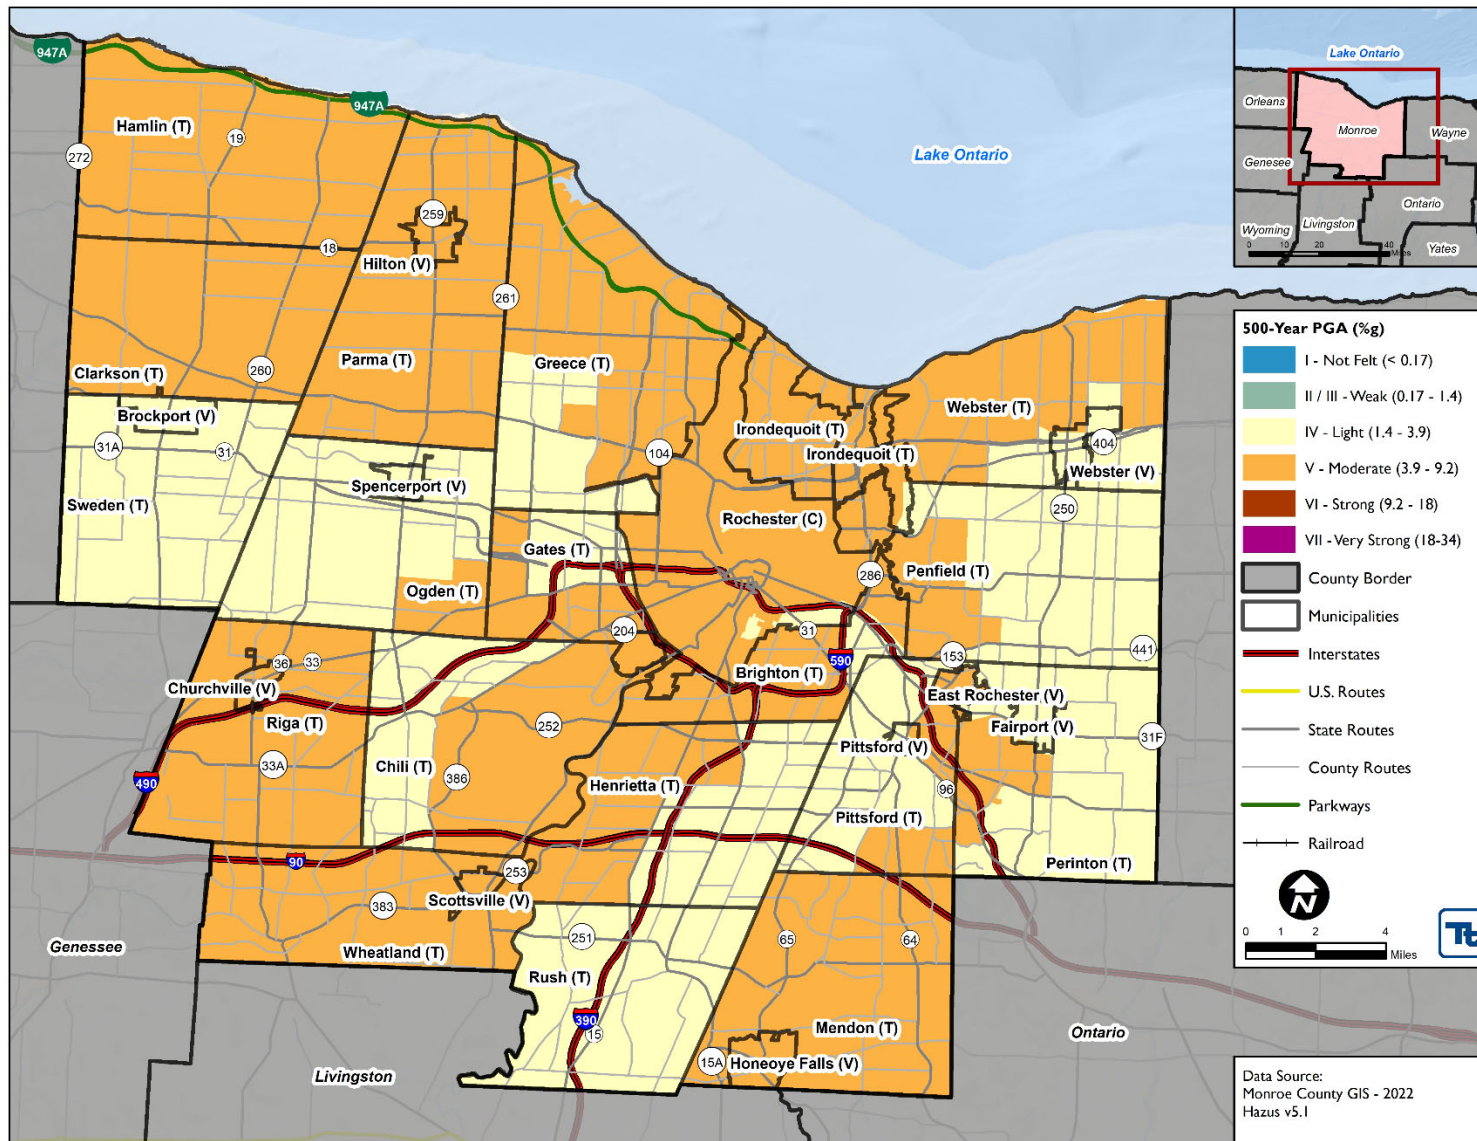 947A
947A
Hamlin (T)
19
272
Lake Ontario
259
18
Hilton (V)
261
Parma (T)
Greece (T)
Clarkson (T)
260
Brockport (V)
31A
31
Webster (T)
Irondequoit (T)
Irondequoit (T)
404
104
Webster (V)
Spencerport (V)
Sweden (T)
Rochester (C)
250
Gates (T)
286
Penfield (T)
Ogden (T)
204
31
590
153
441
36
33
Brighton (T)
Churchville (V)
East Rochester (V)
Riga (T)
252
Fairport (V)
31F
Pittsford (V)
33A
Chili (T)
386
490
Henrietta (T)
96
Pittsford (T)
90
253
Perinton (T)
Scottsville (V)
383
Genessee
Wheatland (T)
251
65
64
Rush (T)
390
15
Mendon (T)
Ontario
15A
Honeoye Falls (V)
Livingston
Lake Ontario
Orleans
Monroe
Wayne
Genesee
Ontario
Livingston
Wyoming
Yates
0 10 20 40
Miles
500-Year PGA (%g)
I - Not Felt (< 0.17)
II / III - Weak (0.17 - 1.4)
IV - Light (1.4 - 3.9)
V - Moderate (3.9 - 9.2)
VI - Strong (9.2 - 18)
VII - Very Strong (18-34)
County Border
Municipalities
Interstates
U.S. Routes
State Routes
County Routes
Parkways
Railroad
N
0 1 2 4
Miles
Tt
Data Source:
Monroe County GIS - 2022
Hazus v5.1